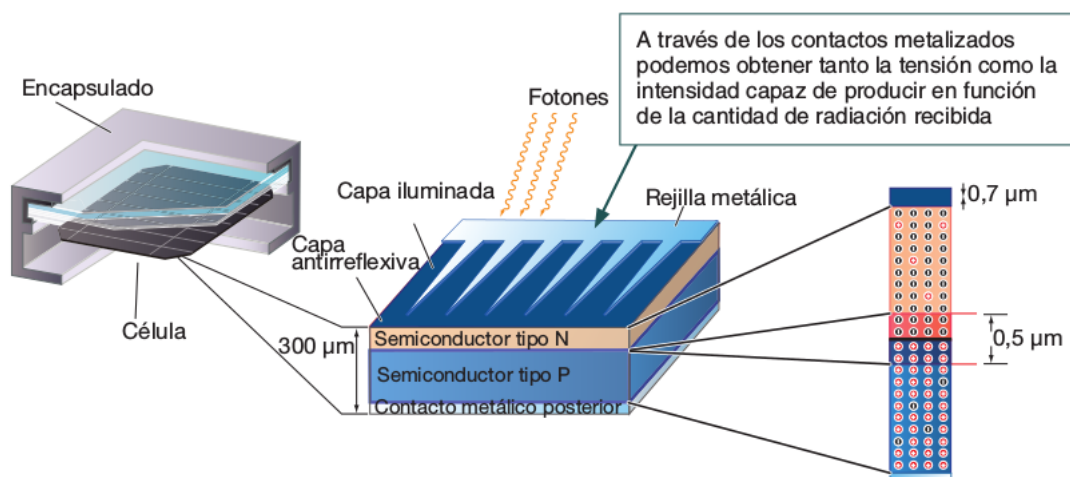 A través de los contactos metalizados
podemos obtener tanto la tensión como la
intensidad capaz de producir en función
de la cantidad de radiación recibida
Encapsulado
Fotones
Capa iluminada
Rejilla metálica
0,7 μm
Capa
antirreflexiva
Célula
300 μm
Semiconductor tipo N
0,5 μm
Semiconductor tipo P
Contacto metálico posterior